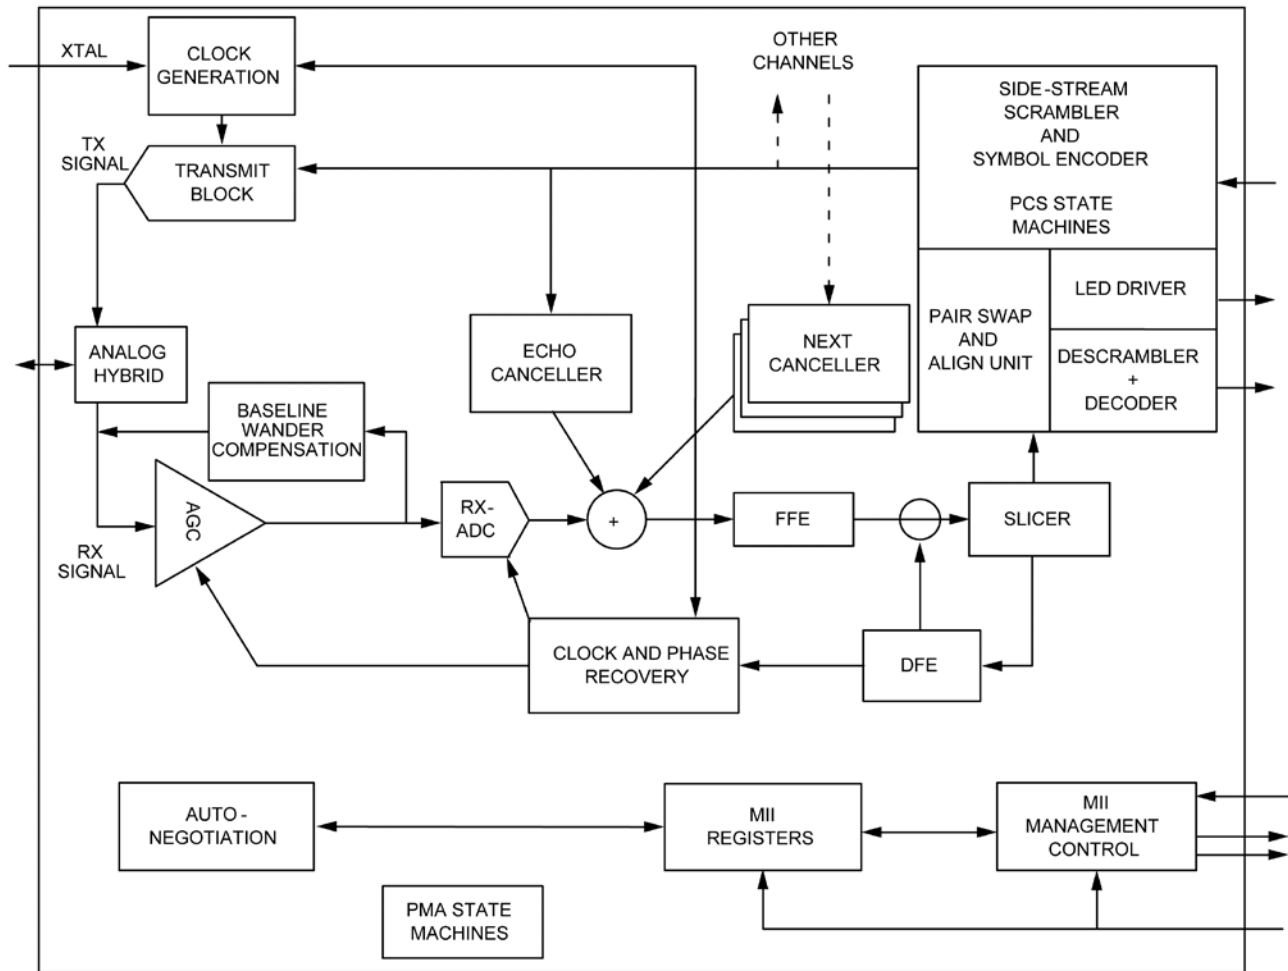 XTAL
CLOCK
GENERATION
OTHER
CHANNELS
SIDE-STREAM
SCRAMBLER
AND
SYMBOL ENCODER
PCS STATE
MACHINES
TX
SIGNAL
TRANSMIT
BLOCK
LED DRIVER
PAIR SWAP
AND
ALIGN UNIT
DESCRAMBLER
+
DECODER
ANALOG
HYBRID
ECHO
CANCELLER
NEXT
CANCELLER
BASELINE
WANDER
COMPENSATION
AGC
RX-
ADC
+
FFE
SLICER
RX
SIGNAL
CLOCK AND PHASE
RECOVERY
DFE
AUTO-
NEGOTIATION
MII
REGISTERS
MII
MANAGEMENT
CONTROL
PMA STATE
MACHINES